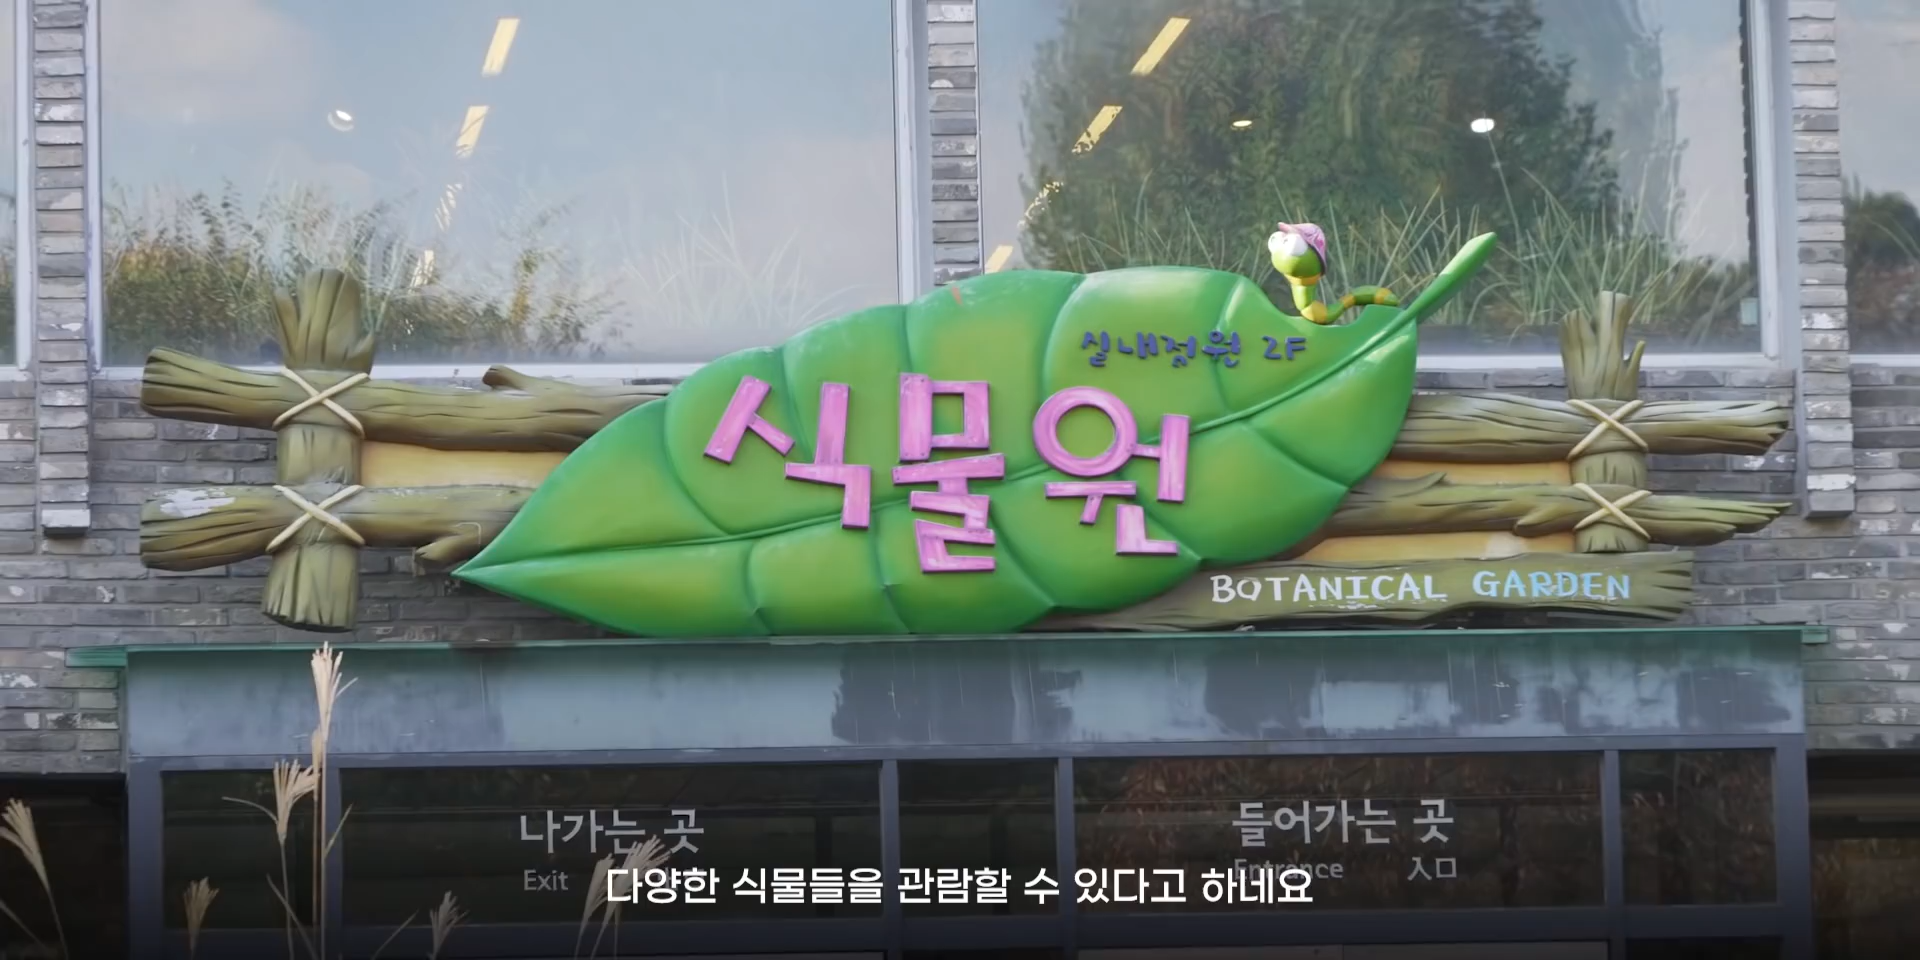 실내정원 2F
식물원
BOTANICAL GARDEN
나가는 곳
들어가는 곳
Exit
Entrance 入口
다양한 식물들을 관람할 수 있다고 하네요